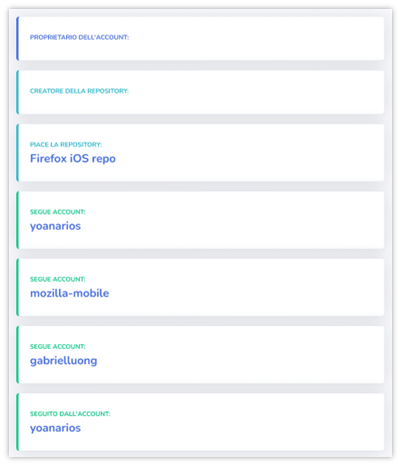 PROPRIETARIO DELL'ACCOUNT:
CREATORE DELLA REPOSITORY:
PIACE LA REPOSITORY:
Firefox iOS repo
SEGUE ACCOUNT:
yoanarios
SEGUE ACCOUNT:
mozilla-mobile
SEGUE ACCOUNT:
gabrielluong
SEGUITO DALL'ACCOUNT:
yoanarios